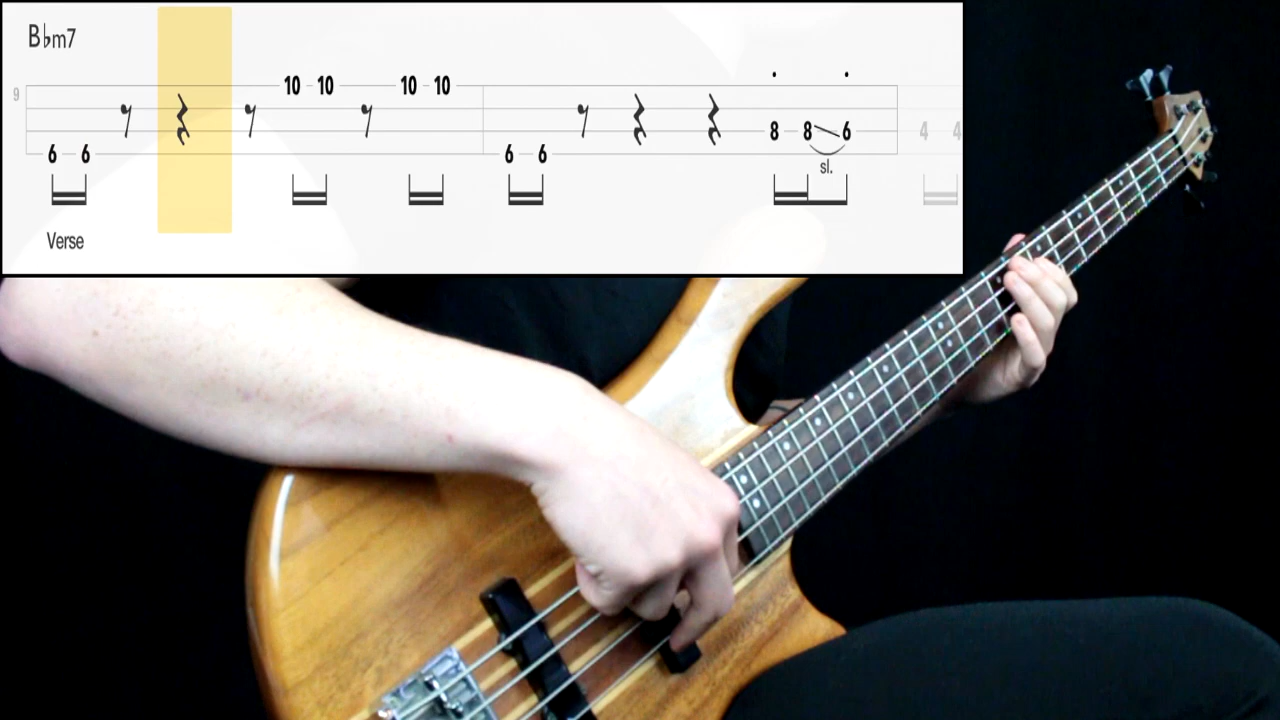 B♭m7
9
10 10 10 10
8 8 6 4 4
6 6 6 6
sl.
Verse